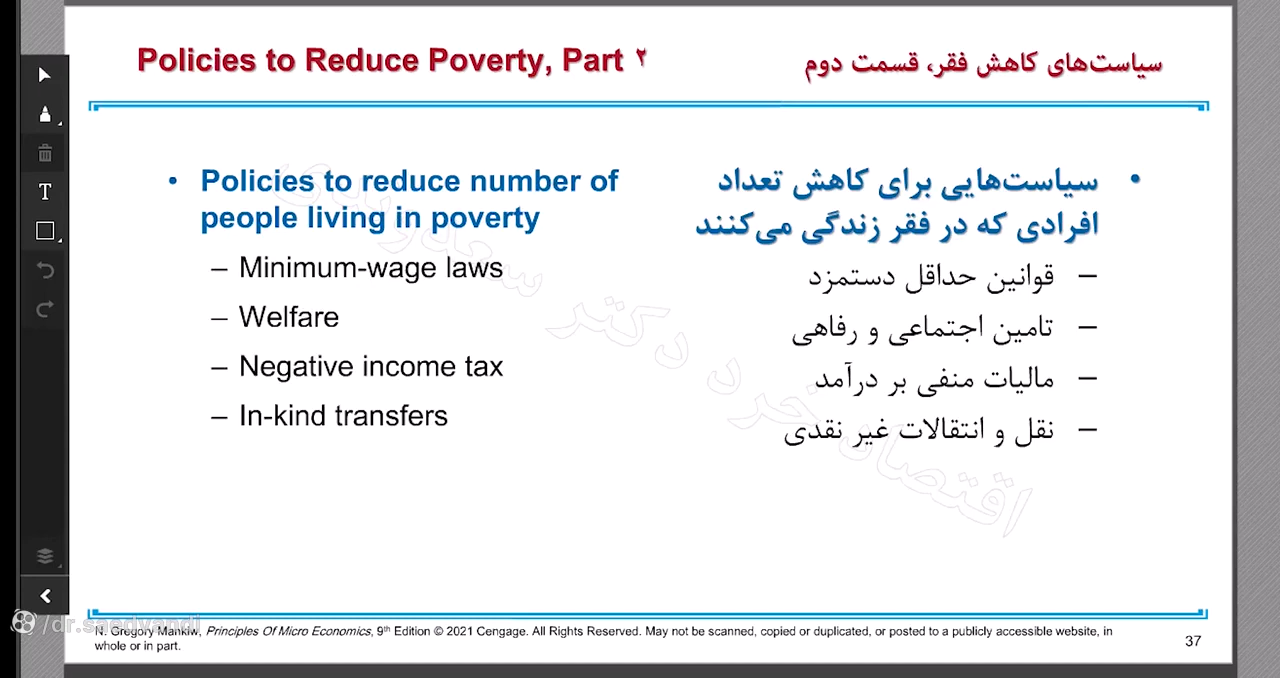 Policies to Reduce Poverty, Part ۲
سیاست‌های کاهش فقر، قسمت دوم
• Policies to reduce number of
people living in poverty
– Minimum-wage laws
– Welfare
– Negative income tax
– In-kind transfers
• سیاست‌هایی برای کاهش تعداد
افرادی که در فقر زندگی می‌کنند
– قوانین حداقل دستمزد
– تامین اجتماعی و رفاهی
– مالیات منفی بر درآمد
– نقل و انتقالات غیر نقدی
اقتصاد خرد دکتر سعدوندی
/dr.saedvandi
N. Gregory Mankiw, Principles Of Micro Economics, 9th Edition © 2021 Cengage. All Rights Reserved. May not be scanned, copied or duplicated, or posted to a publicly accessible website, in
whole or in part.
37
T